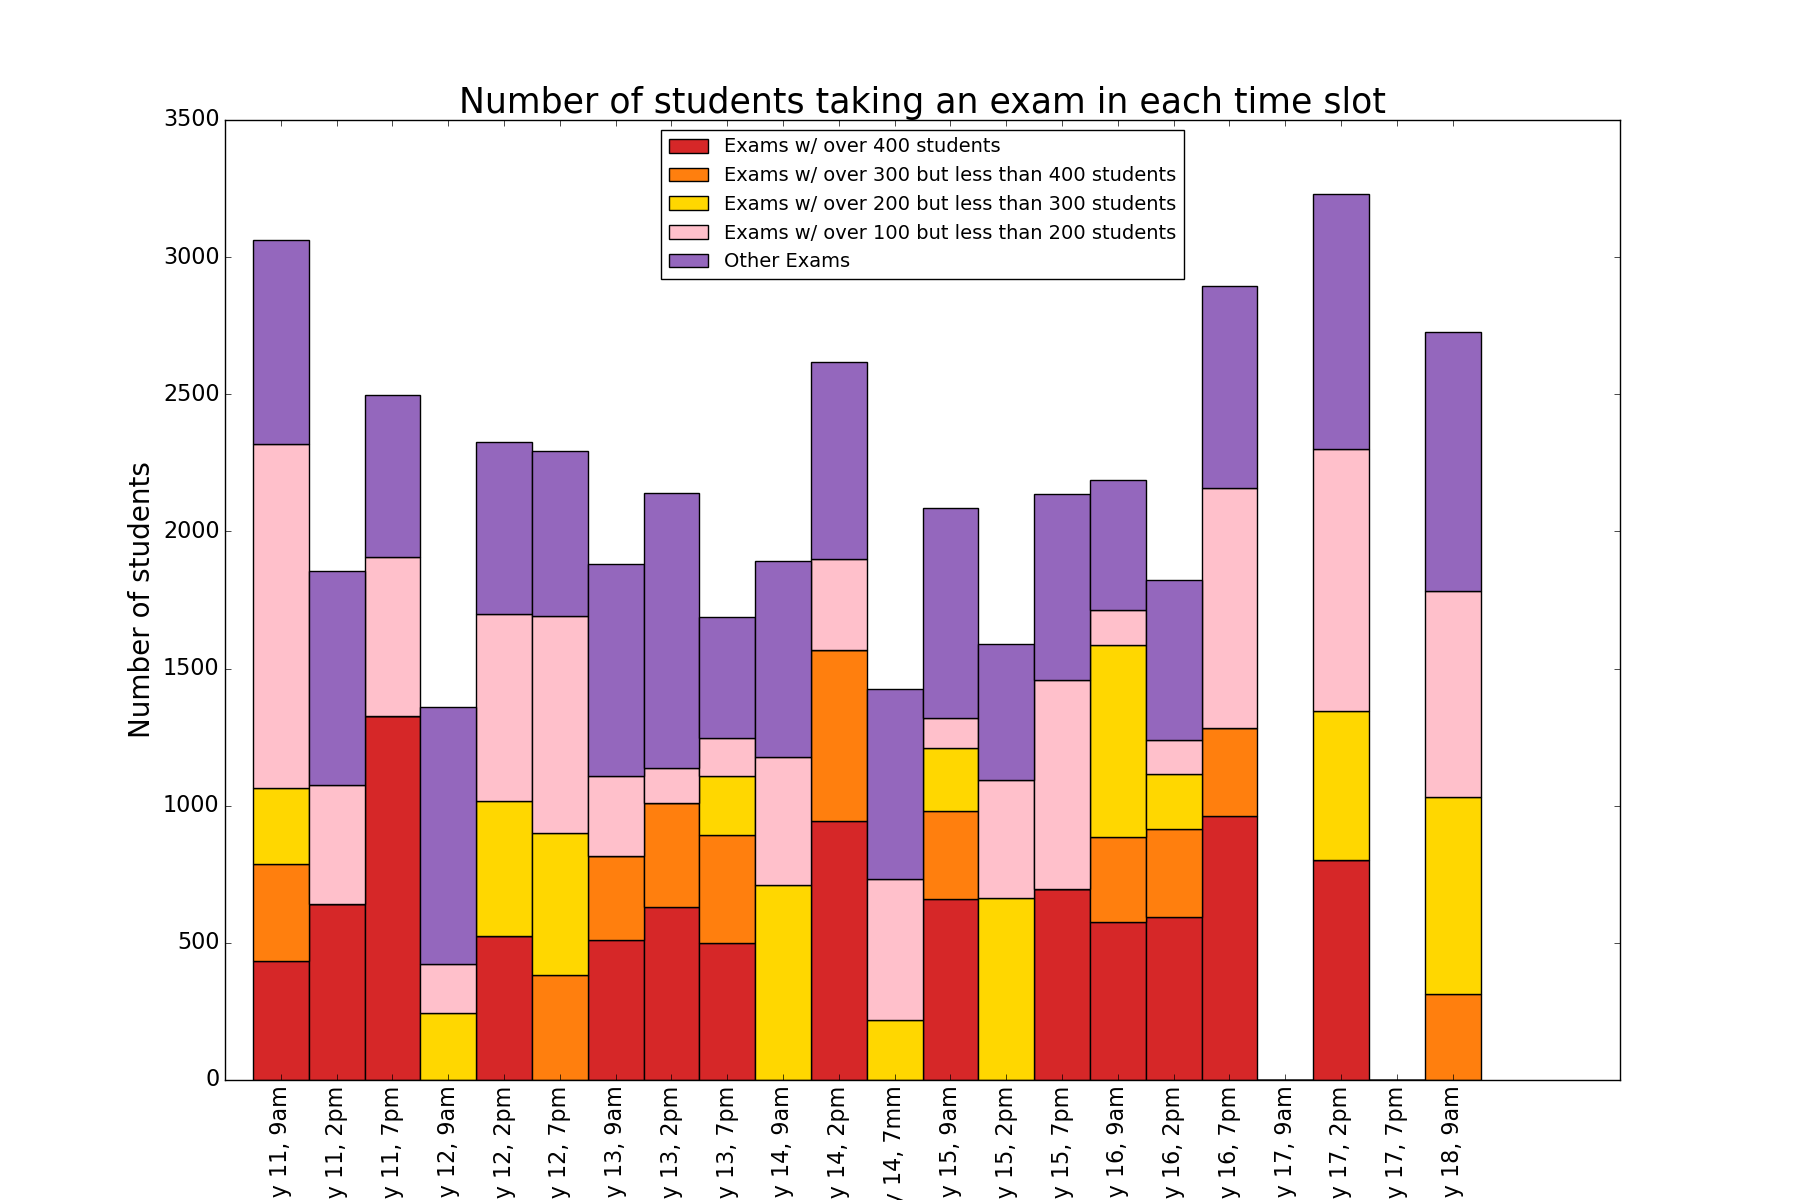 Number of students taking an exam in each time slot
Exams w/ over 400 students
Exams w/ over 300 but less than 400 students
Exams w/ over 200 but less than 300 students
Exams w/ over 100 but less than 200 students
Other Exams
Number of students
3500
3000
2500
2000
1500
1000
500
0
y 11, 9am
y 11, 2pm
y 11, 7pm
y 12, 9am
y 12, 2pm
y 12, 7pm
y 13, 9am
y 13, 2pm
y 13, 7pm
y 14, 9am
y 14, 2pm
y 14, 7mm
y 15, 9am
y 15, 2pm
y 15, 7pm
y 16, 9am
y 16, 2pm
y 16, 7pm
y 17, 9am
y 17, 2pm
y 17, 7pm
y 18, 9am